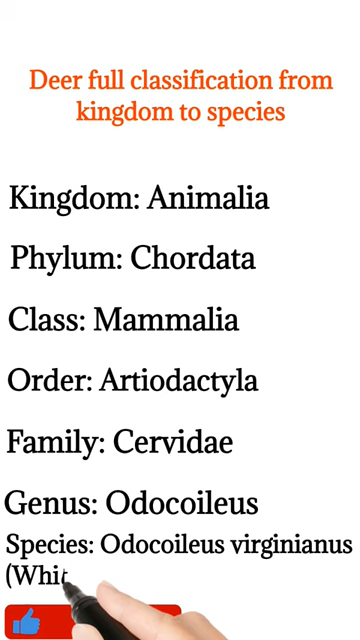 Deer full classification from
kingdom to species
Kingdom: Animalia
Phylum: Chordata
Class: Mammalia
Order: Artiodactyla
Family: Cervidae
Genus: Odocoileus
Species: Odocoileus virginianus
(Whit